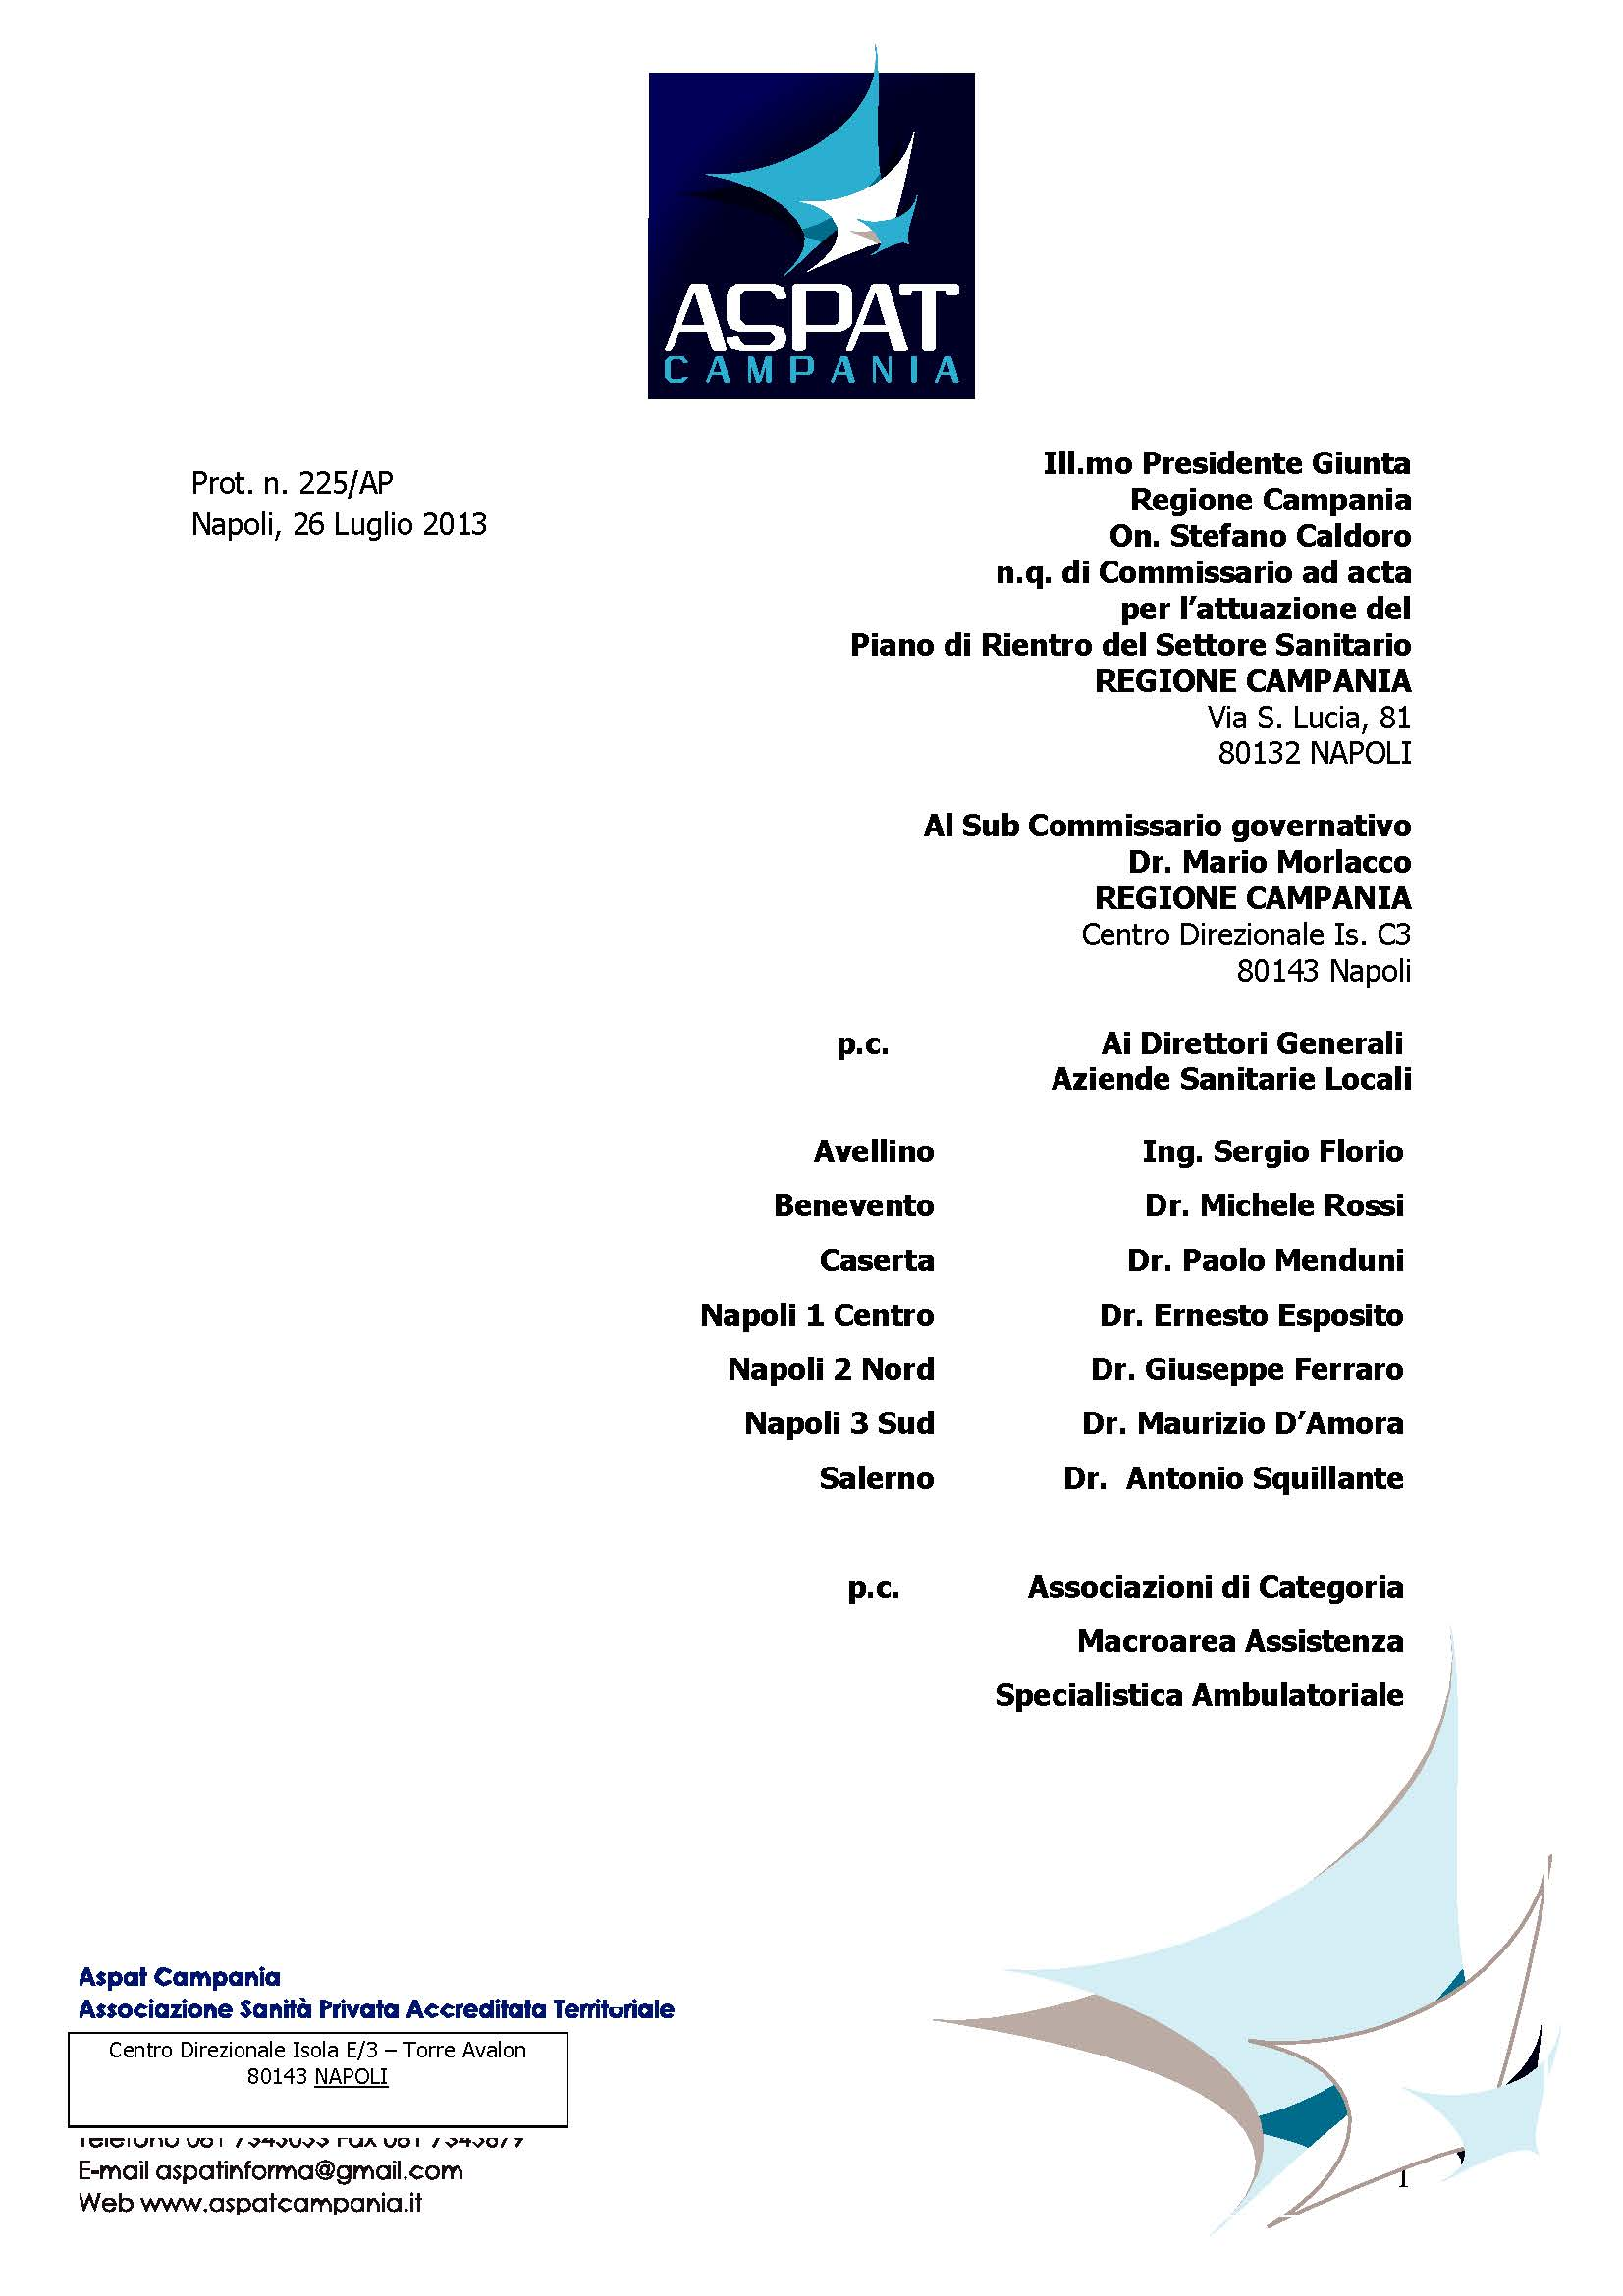 ASPAT
CAMPANIA
Prot. n. 225/AP
Napoli, 26 Luglio 2013
Ill.mo Presidente Giunta
Regione Campania
On. Stefano Caldoro
n.q. di Commissario ad acta
per l’attuazione del
Piano di Rientro del Settore Sanitario
REGIONE CAMPANIA
Via S. Lucia, 81
80132 NAPOLI
Al Sub Commissario governativo
Dr. Mario Morlacco
REGIONE CAMPANIA
Centro Direzionale Is. C3
80143 Napoli
p.c. Ai Direttori Generali
Aziende Sanitarie Locali
Avellino Ing. Sergio Florio
Benevento Dr. Michele Rossi
Caserta Dr. Paolo Menduni
Napoli 1 Centro Dr. Ernesto Esposito
Napoli 2 Nord Dr. Giuseppe Ferraro
Napoli 3 Sud Dr. Maurizio D’Amora
Salerno Dr. Antonio Squillante
p.c. Associazioni di Categoria
Macroarea Assistenza
Specialistica Ambulatoriale
Aspat Campania
Associazione Sanità Privata Accreditata Territoriale
Centro Direzionale Isola E/3 – Torre Avalon
80143 NAPOLI
Telefono 081 Fax 081
E-mail aspatinforma@gmail.com
Web www.aspatcampania.it
1